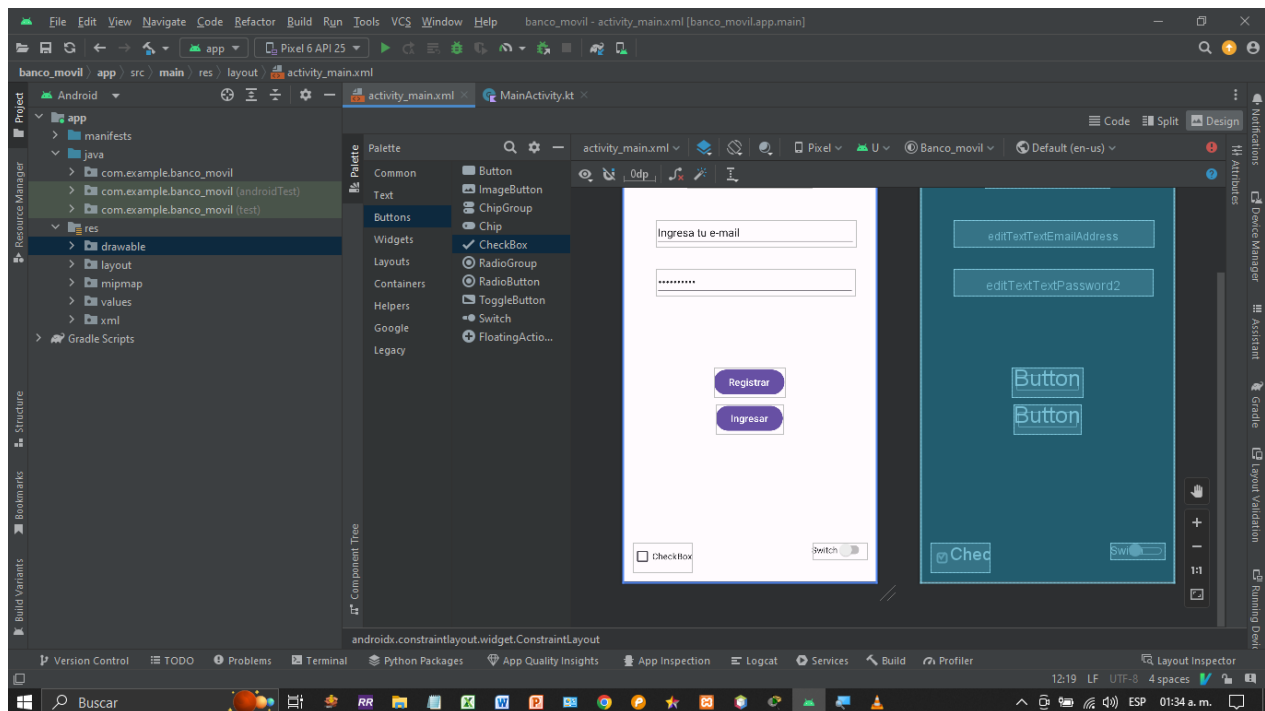 File Edit View Navigate Code Refactor Build Run Tools VCS Window Help banco_movil - activity_main.xml [banco_movil.app.main]
app Pixel 6 API 25
banco_movil app src main res layout activity_main.xml
Project
Android
activity_main.xml
MainActivity.kt
Notifications
app
manifests
java
com.example.banco_movil
com.example.banco_movil (androidTest)
com.example.banco_movil (test)
res
drawable
layout
mipmap
values
xml
Gradle Scripts
Resource Manager
Structure
Bookmarks
Build Variants
Code Split Design
Palette
Palette
Common
Text
Buttons
Widgets
Layouts
Containers
Helpers
Google
Legacy
Button
ImageButton
ChipGroup
Chip
CheckBox
RadioGroup
RadioButton
ToggleButton
Switch
FloatingActio...
Component Tree
activity_main.xml Pixel U Banco_movil Default (en-us)
0dp
Ingresa tu e-mail
Registrar
Ingresar
CheckBox
Switch
editTextTextEmailAddress
editTextTextPassword2
Button
Button
Chec
Swi
1:1
Attributes
Device Manager
Assistant
Gradle
Layout Validation
Running Devic
androidx.constraintlayout.widget.ConstraintLayout
Version Control TODO Problems Terminal Python Packages App Quality Insights App Inspection Logcat Services Build Profiler Layout Inspector
12:19 LF UTF-8 4 spaces
Buscar
RR
ESP 01:34 a. m.